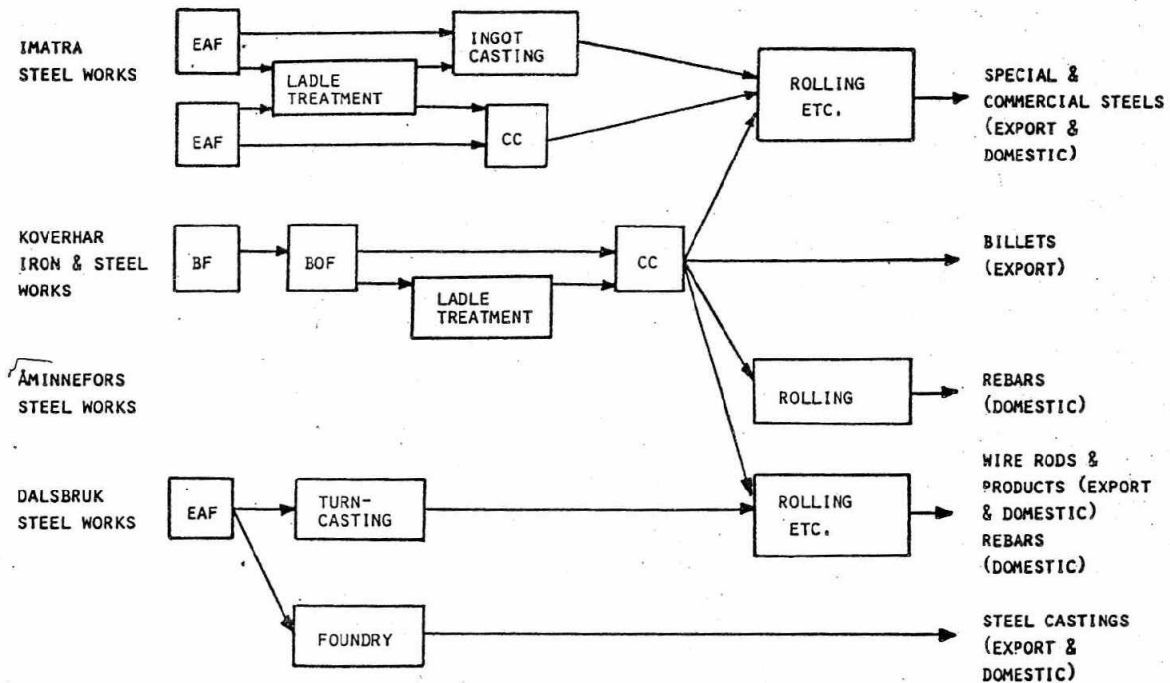 IMATRA
STEEL WORKS
EAF
INGOT
CASTING
LADLE
TREATMENT
EAF
CC
ROLLING
ETC.
SPECIAL &
COMMERCIAL STEELS
(EXPORT &
DOMESTIC)
KOVERHAR
IRON & STEEL
WORKS
BF
BOF
LADLE
TREATMENT
CC
BILLETS
(EXPORT)
ÅMINNEFORS
STEEL WORKS
ROLLING
REBARS
(DOMESTIC)
DALSBRUK
STEEL WORKS
EAF
TURN-
CASTING
ROLLING
ETC.
WIRE RODS &
PRODUCTS (EXPORT
& DOMESTIC)
REBARS
(DOMESTIC)
FOUNDRY
STEEL CASTINGS
(EXPORT &
DOMESTIC)